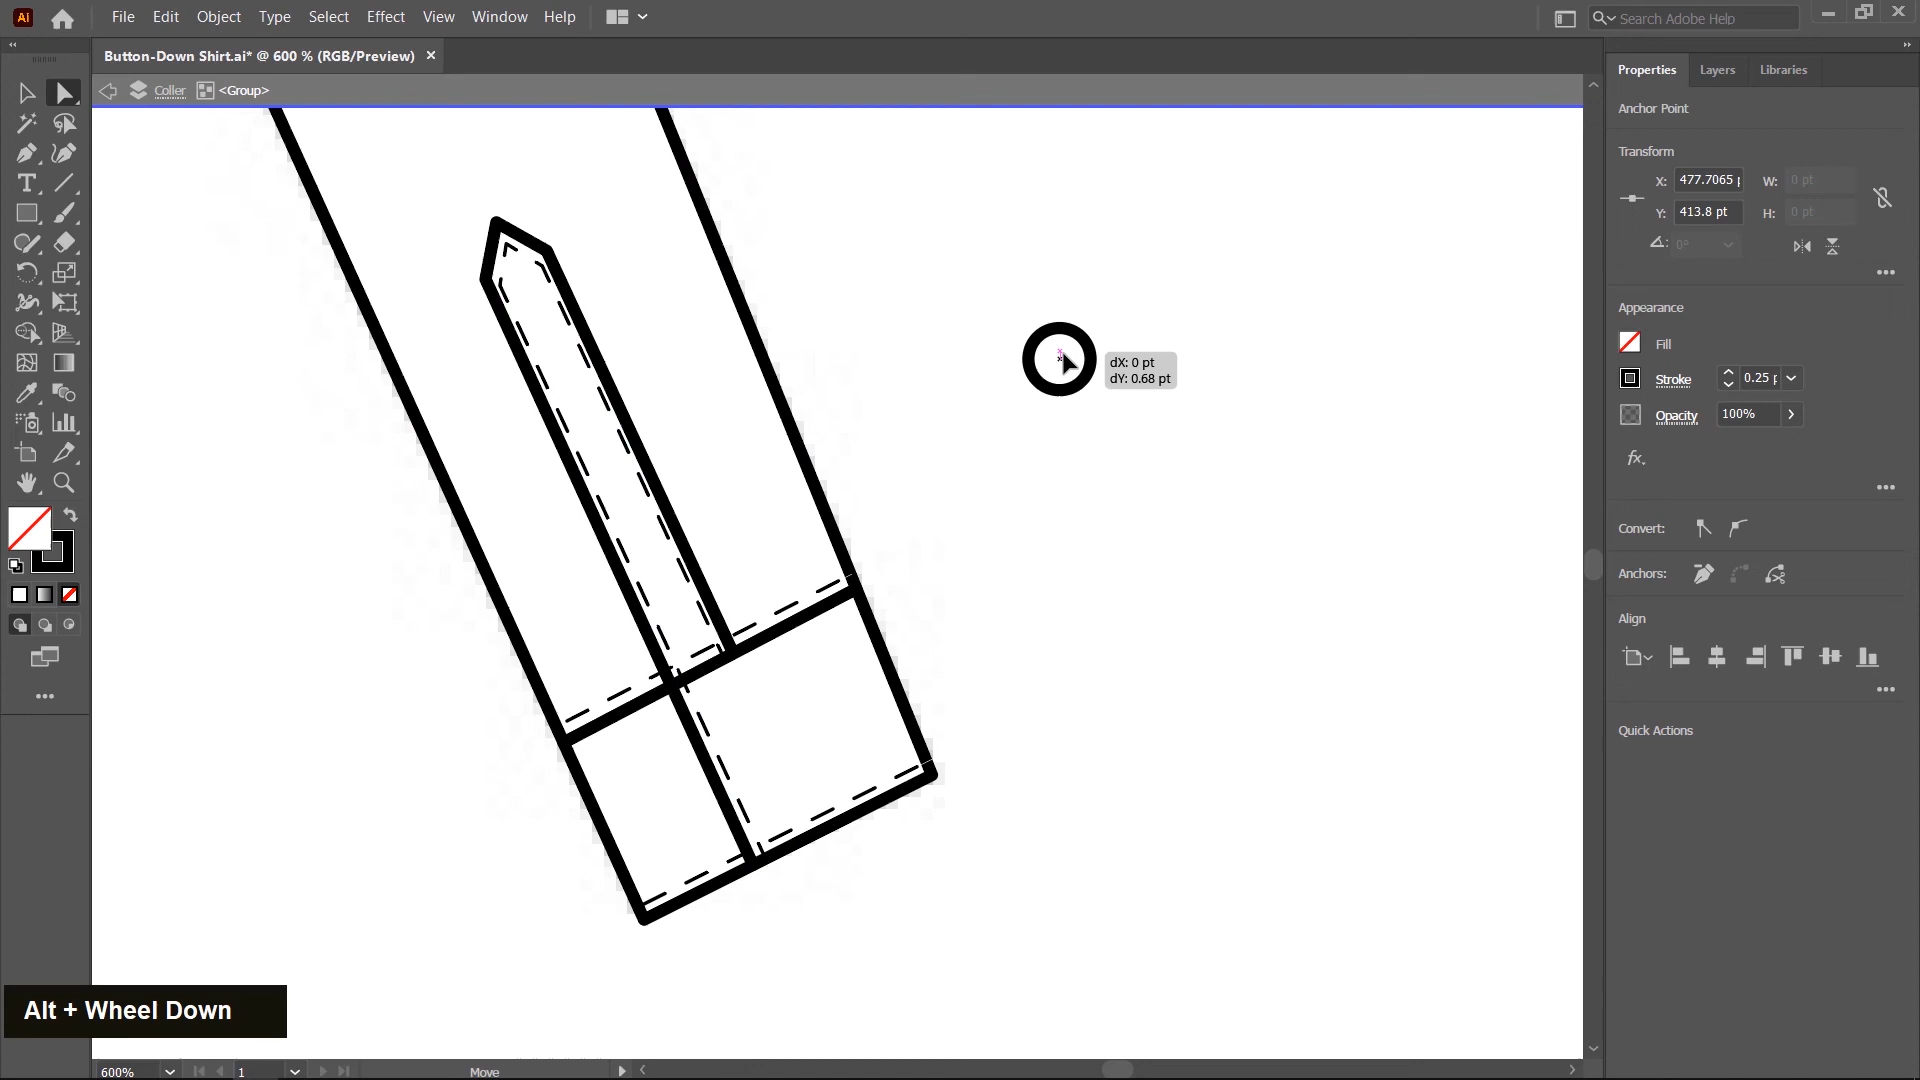 Ai
File Edit Object Type Select Effect View Window Help
Search Adobe Help
Button-Down Shirt.ai* @ 600 % (RGB/Preview)
Coller <Group>
Properties Layers Libraries
Anchor Point
Transform
X: 477.7065 W: 0 pt
Y: 413.8 pt H: 0 pt
0°
Appearance
Fill
Stroke 0.25
Opacity 100%
fx
Convert:
Anchors:
Align
Quick Actions
dX: 0 pt
dY: 0.68 pt
Alt + Wheel Down
600% 1 Move